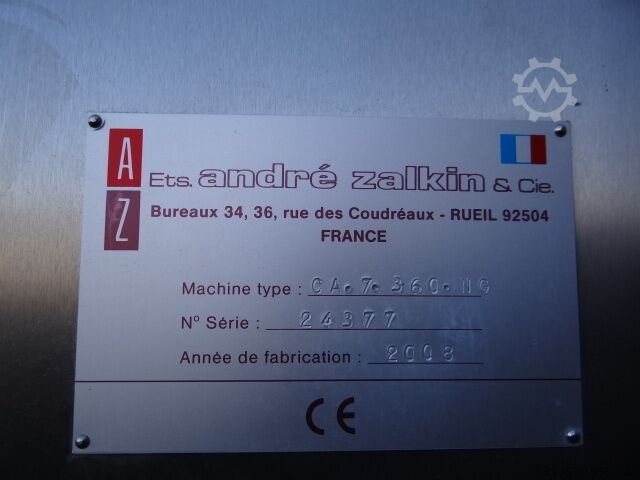 A
Z
Ets. andré zalkin & Cie.
Bureaux 34, 36, rue des Coudréaux - RUEIL 92504
FRANCE
Machine type : CA.7.360.NG
N° Série : 24377
Année de fabrication : 2008
CE